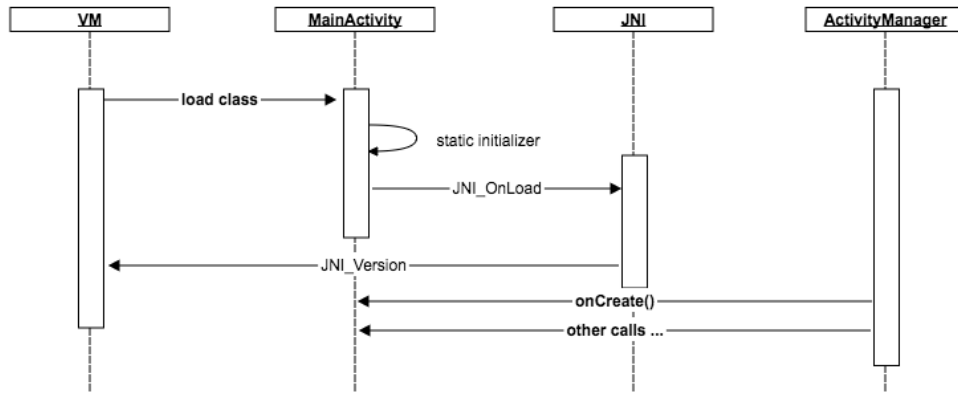 VM
MainActivity
JNI
ActivityManager
load class
static initializer
JNI_OnLoad
JNI_Version
onCreate()
other calls ...